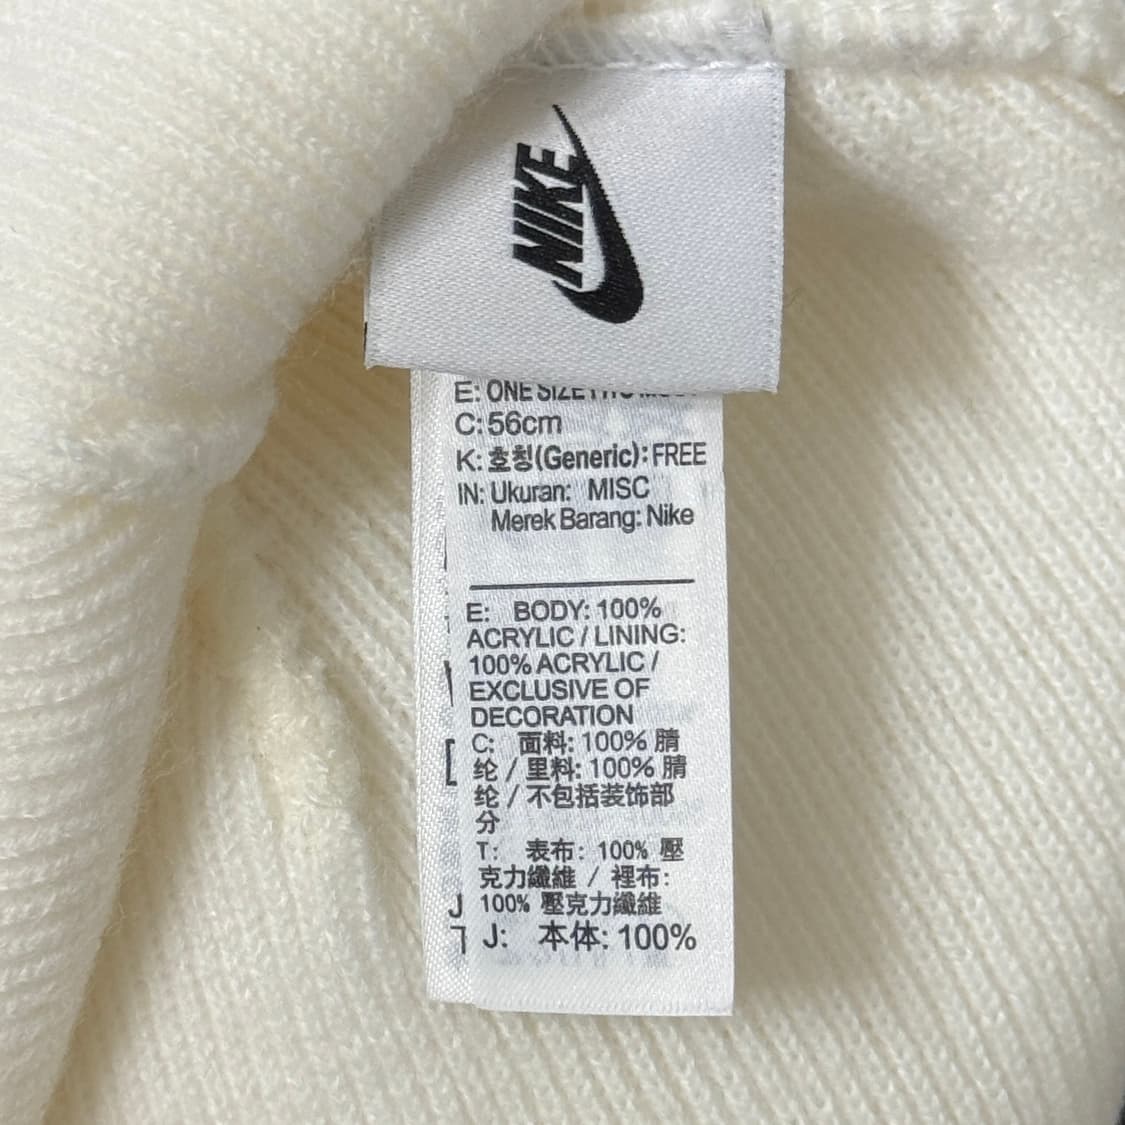 NIKE
E: ONE SIZE FITS MOST
C: 56cm
K: 호칭(Generic): FREE
IN: Ukuran: MISC
Merek Barang: Nike
E: BODY: 100%
ACRYLIC / LINING:
100% ACRYLIC /
EXCLUSIVE OF
DECORATION
C: 面料: 100% 腈
纶 / 里料: 100% 腈
纶 / 不包括装饰部
分
T: 表布: 100% 壓
克力纖維 / 裡布:
100% 壓克力纖維
J: 本体: 100%